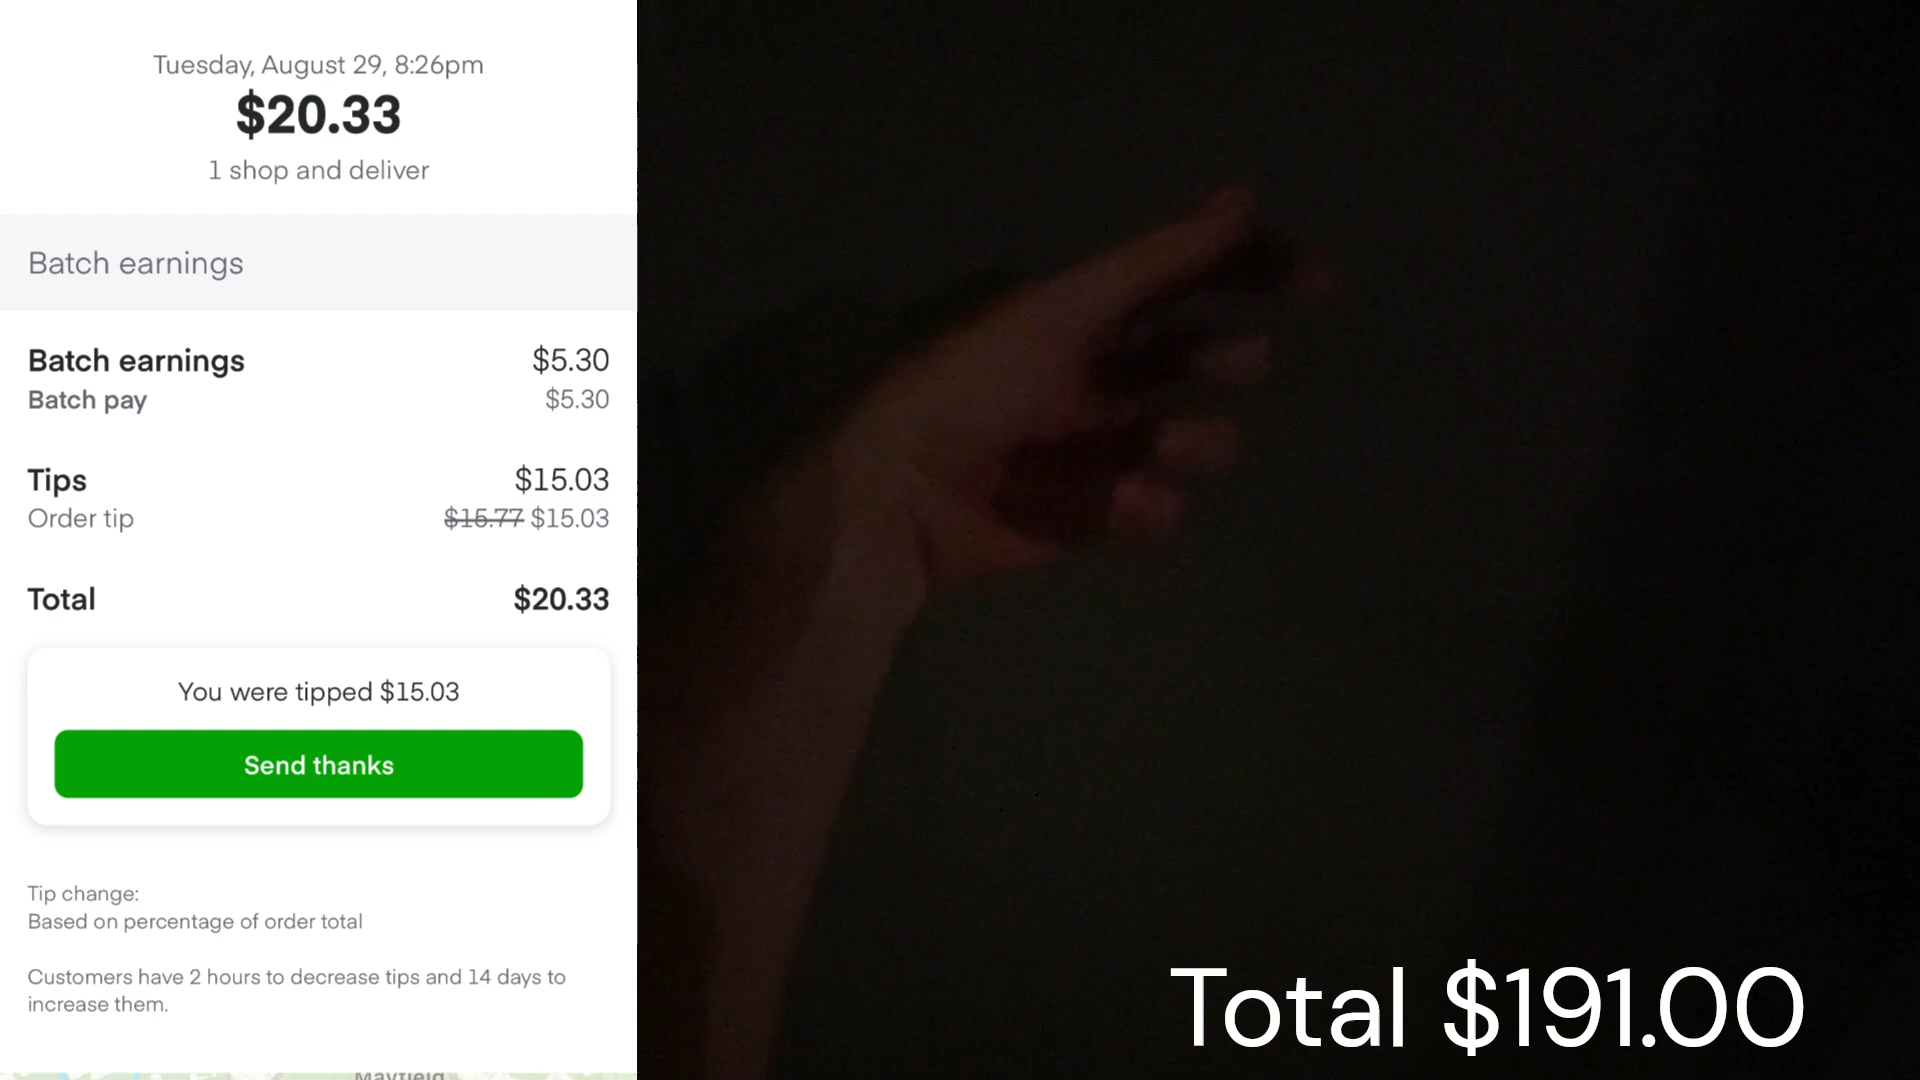 Tuesday, August 29, 8:26pm
$20.33
1 shop and deliver
Batch earnings
Batch earnings $5.30
Batch pay $5.30
Tips $15.03
Order tip $15.77 $15.03
Total $20.33
You were tipped $15.03
Send thanks
Tip change:
Based on percentage of order total
Customers have 2 hours to decrease tips and 14 days to
increase them.
Mayfield
Total $191.00